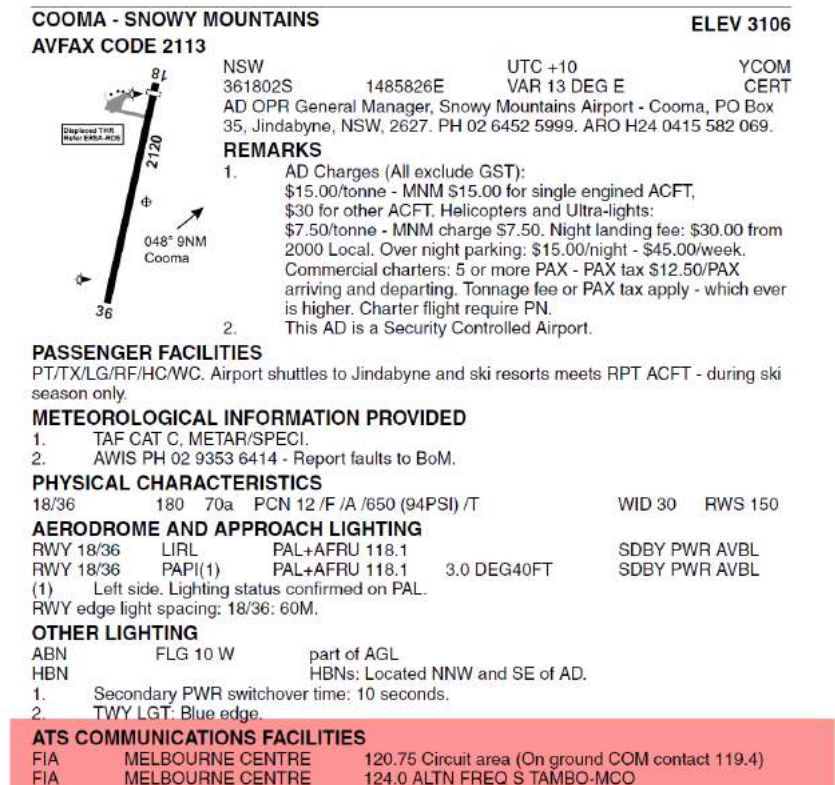 COOMA - SNOWY MOUNTAINS ELEV 3106
AVFAX CODE 2113
18
Displaced THR
Refer ERSA-RDS
2120
048° 9NM
Cooma
36
NSW UTC +10 YCOM
361802S 1485826E VAR 13 DEG E CERT
AD OPR General Manager, Snowy Mountains Airport - Cooma, PO Box
35, Jindabyne, NSW, 2627. PH 02 6452 5999. ARO H24 0415 582 069.
REMARKS
1. AD Charges (All exclude GST):
$15.00/tonne - MNM $15.00 for single engined ACFT,
$30 for other ACFT. Helicopters and Ultra-lights:
$7.50/tonne - MNM charge $7.50. Night landing fee: $30.00 from
2000 Local. Over night parking: $15.00/night - $45.00/week.
Commercial charters: 5 or more PAX - PAX tax $12.50/PAX
arriving and departing. Tonnage fee or PAX tax apply - which ever
is higher. Charter flight require PN.
2. This AD is a Security Controlled Airport.
PASSENGER FACILITIES
PT/TX/LG/RF/HC/WC. Airport shuttles to Jindabyne and ski resorts meets RPT ACFT - during ski
season only.
METEOROLOGICAL INFORMATION PROVIDED
1. TAF CAT C, METAR/SPECI.
2. AWIS PH 02 9353 6414 - Report faults to BoM.
PHYSICAL CHARACTERISTICS
18/36 180 70a PCN 12 /F /A /650 (94PSI) /T WID 30 RWS 150
AERODROME AND APPROACH LIGHTING
RWY 18/36 LIRL PAL+AFRU 118.1 SDBY PWR AVBL
RWY 18/36 PAPI(1) PAL+AFRU 118.1 3.0 DEG40FT SDBY PWR AVBL
(1) Left side. Lighting status confirmed on PAL.
RWY edge light spacing: 18/36: 60M.
OTHER LIGHTING
ABN FLG 10 W part of AGL
HBN HBNs: Located NNW and SE of AD.
1. Secondary PWR switchover time: 10 seconds.
2. TWY LGT: Blue edge.
ATS COMMUNICATIONS FACILITIES
FIA MELBOURNE CENTRE 120.75 Circuit area (On ground COM contact 119.4)
FIA MELBOURNE CENTRE 124.0 ALTN FREQ S TAMBO-MCO